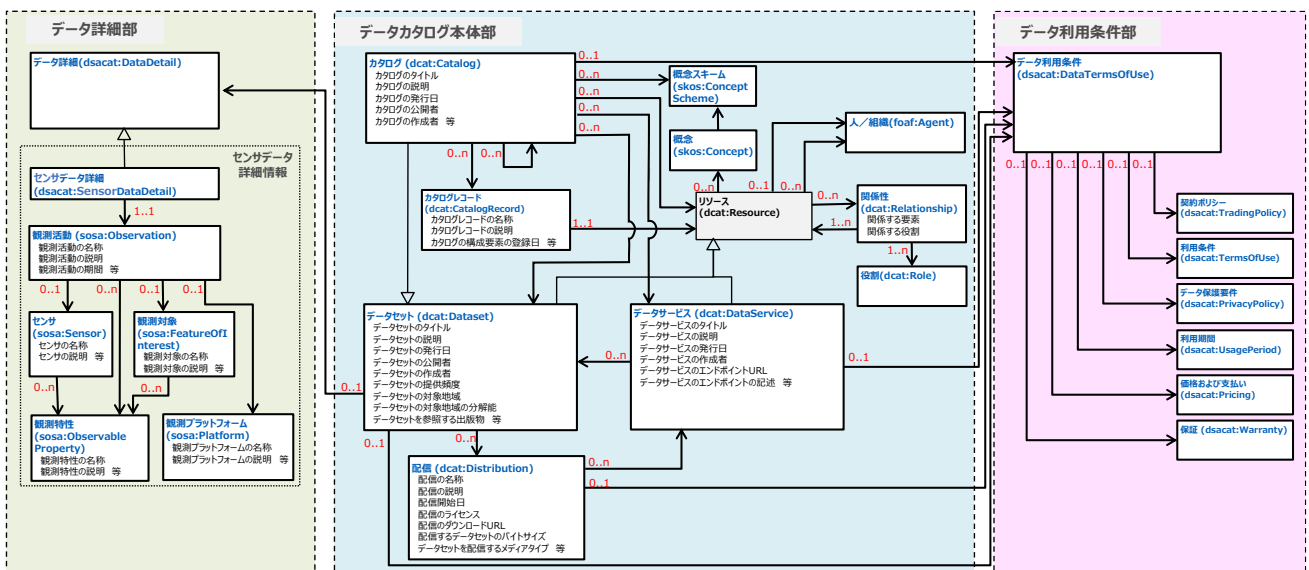 データ詳細部
データ詳細(dsacat:DataDetail)
センサデータ
詳細情報
センサデータ詳細
(dsacat:SensorDataDetail)
1..1
観測活動 (sosa:Observation)
観測活動の名称
観測活動の説明
観測活動の期間 等
0..1
0..n
0..1
0..1
センサ
(sosa:Sensor)
センサの名称
センサの説明 等
観測対象
(sosa:FeatureOfI
nterest)
観測対象の名称
観測対象の説明 等
0..n
0..n
観測特性
(sosa:Observable
Property)
観測特性の名称
観測特性の説明 等
観測プラットフォーム
(sosa:Platform)
観測プラットフォームの名称
観測プラットフォームの説明 等
データカタログ本体部
カタログ (dcat:Catalog)
カタログのタイトル
カタログの説明
カタログの発行日
カタログの公開者
カタログの作成者 等
0..1
0..n
0..n
0..n
0..n
0..n
0..n
概念スキーム
(skos:Concept
Scheme)
概念
(skos:Concept)
人/組織(foaf:Agent)
カタログレコード
(dcat:CatalogRecord)
カタログレコードの名称
カタログレコードの説明
カタログの構成要素の登録日 等
1..1
0..n
0..1
0..n
リソース
(dcat:Resource)
0..n
1..n
関係性
(dcat:Relationship)
関係する要素
関係する役割
1..n
役割(dcat:Role)
データセット (dcat:Dataset)
データセットのタイトル
データセットの説明
データセットの発行日
データセットの公開者
データセットの作成者
データセットの提供頻度
データセットの対象地域
データセットの対象地域の分解能
データセットを参照する出版物 等
0..1
0..1
0..n
0..n
データサービス (dcat:DataService)
データサービスのタイトル
データサービスの説明
データサービスの発行日
データサービスの作成者
データサービスのエンドポイントURL
データサービスのエンドポイントの記述 等
0..1
配信 (dcat:Distribution)
配信の名称
配信の説明
配信開始日
配信のライセンス
配信のダウンロードURL
配信するデータセットのバイトサイズ
データセットを配信するメディアタイプ 等
0..n
0..1
データ利用条件部
データ利用条件
(dsacat:DataTermsOfUse)
0..1
0..1
0..1
0..1
0..1
0..1
契約ポリシー
(dsacat:TradingPolicy)
利用条件
(dsacat:TermsOfUse)
データ保護要件
(dsacat:PrivacyPolicy)
利用期間
(dsacat:UsagePeriod)
価格および支払い
(dsacat:Pricing)
保証 (dsacat:Warranty)